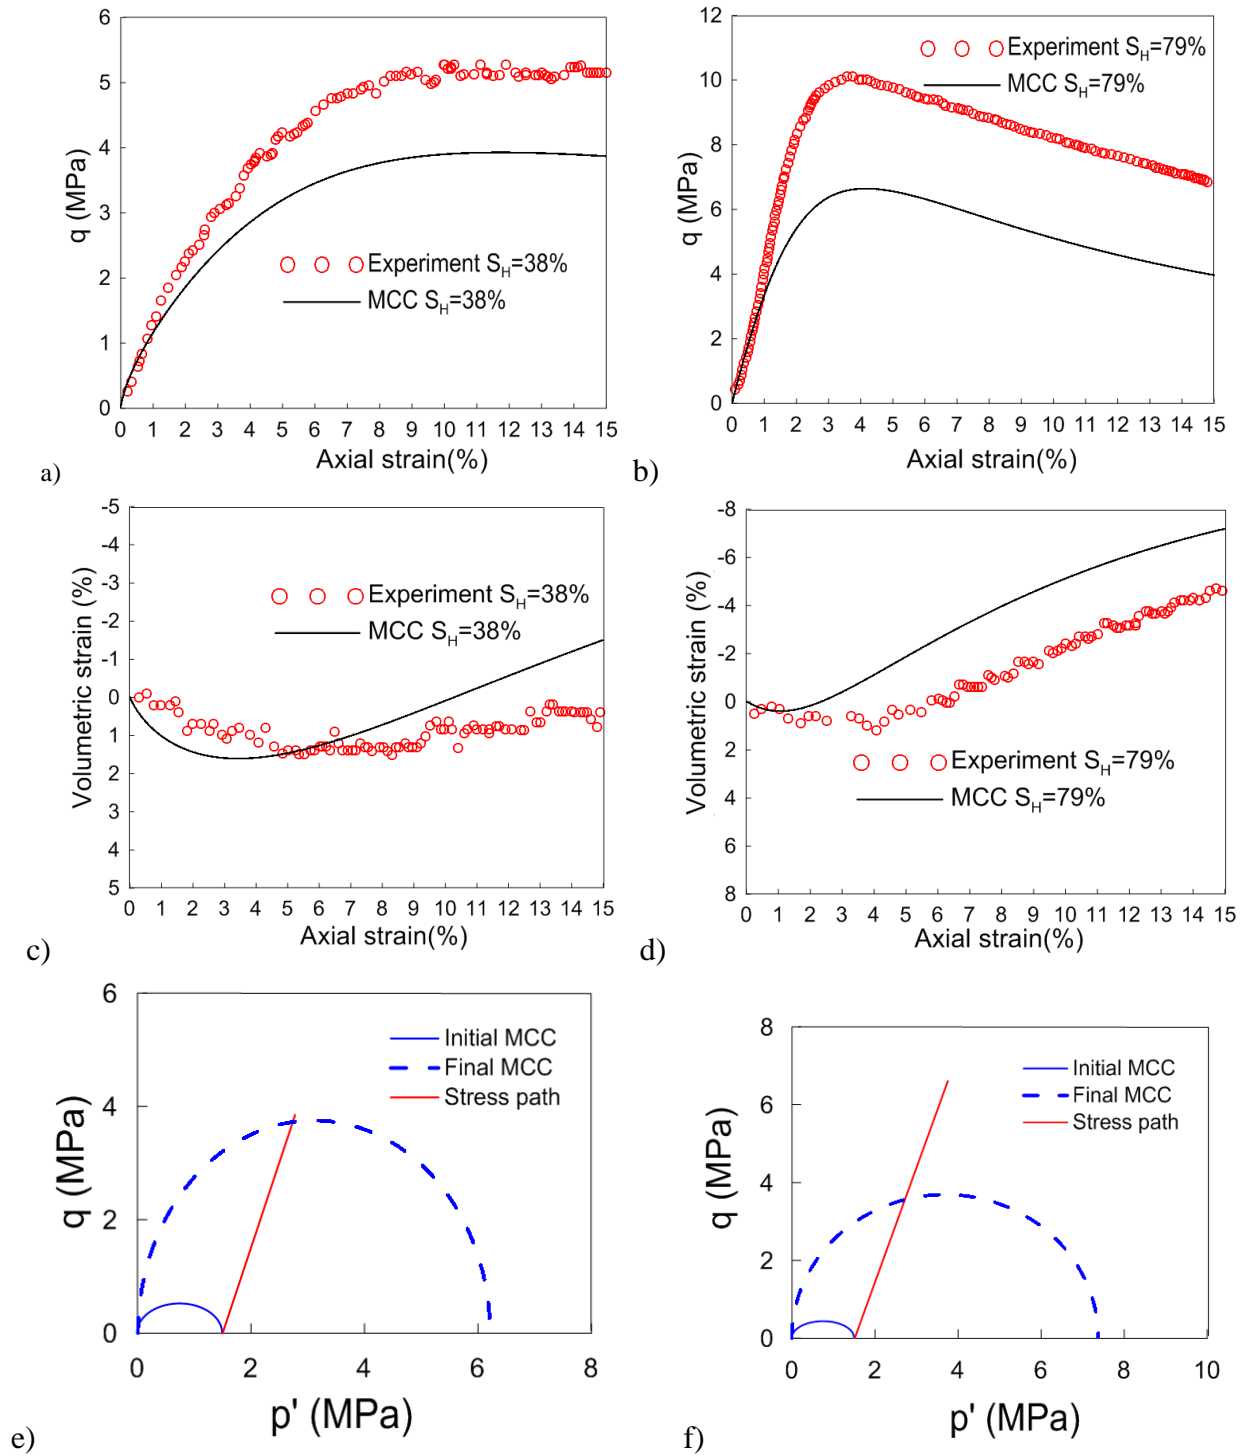 6
5
4
3
2
1
0
q (MPa)
Experiment S_H=38%
MCC S_H=38%
0 1 2 3 4 5 6 7 8 9 10 11 12 13 14 15
Axial strain(%)
a)
12
10
8
6
4
2
0
q (MPa)
Experiment S_H=79%
MCC S_H=79%
0 1 2 3 4 5 6 7 8 9 10 11 12 13 14 15
Axial strain(%)
b)
-5
-4
-3
-2
-1
0
1
2
3
4
5
Volumetric strain (%)
Experiment S_H=38%
MCC S_H=38%
0 1 2 3 4 5 6 7 8 9 10 11 12 13 14 15
Axial strain(%)
c)
-8
-6
-4
-2
0
2
4
6
8
Volumetric strain (%)
Experiment S_H=79%
MCC S_H=79%
0 1 2 3 4 5 6 7 8 9 10 11 12 13 14 15
Axial strain(%)
d)
6
4
2
0
q (MPa)
Initial MCC
Final MCC
Stress path
0 2 4 6 8
p' (MPa)
e)
8
6
4
2
0
q (MPa)
Initial MCC
Final MCC
Stress path
0 2 4 6 8 10
p' (MPa)
f)